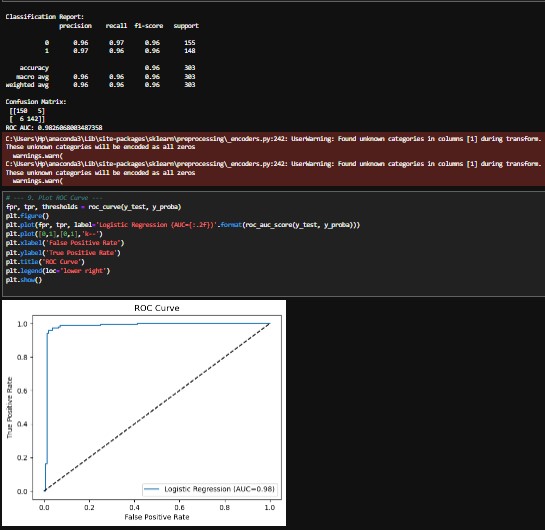 Classification Report:
precision recall f1-score support
0 0.96 0.97 0.96 155
1 0.97 0.96 0.96 148
accuracy 0.96 303
macro avg 0.96 0.96 0.96 303
weighted avg 0.96 0.96 0.96 303
Confusion Matrix:
[[150 5]
[ 6 142]]
ROC AUC: 0.9826068003487358
C:\Users\Hp\anaconda3\Lib\site-packages\sklearn\preprocessing\_encoders.py:242: UserWarning: Found unknown categories in columns [1] during transform.
These unknown categories will be encoded as all zeros
warnings.warn(
C:\Users\Hp\anaconda3\Lib\site-packages\sklearn\preprocessing\_encoders.py:242: UserWarning: Found unknown categories in columns [1] during transform.
These unknown categories will be encoded as all zeros
warnings.warn(
# --- 9. Plot ROC Curve ---
fpr, tpr, thresholds = roc_curve(y_test, y_proba)
plt.figure()
plt.plot(fpr, tpr, label='Logistic Regression (AUC={:.2f})'.format(roc_auc_score(y_test, y_proba)))
plt.plot([0,1],[0,1],'k--')
plt.xlabel('False Positive Rate')
plt.ylabel('True Positive Rate')
plt.title('ROC Curve')
plt.legend(loc='lower right')
plt.show()
ROC Curve
1.0
0.8
0.6
0.4
0.2
0.0
True Positive Rate
Logistic Regression (AUC=0.98)
0.0 0.2 0.4 0.6 0.8 1.0
False Positive Rate